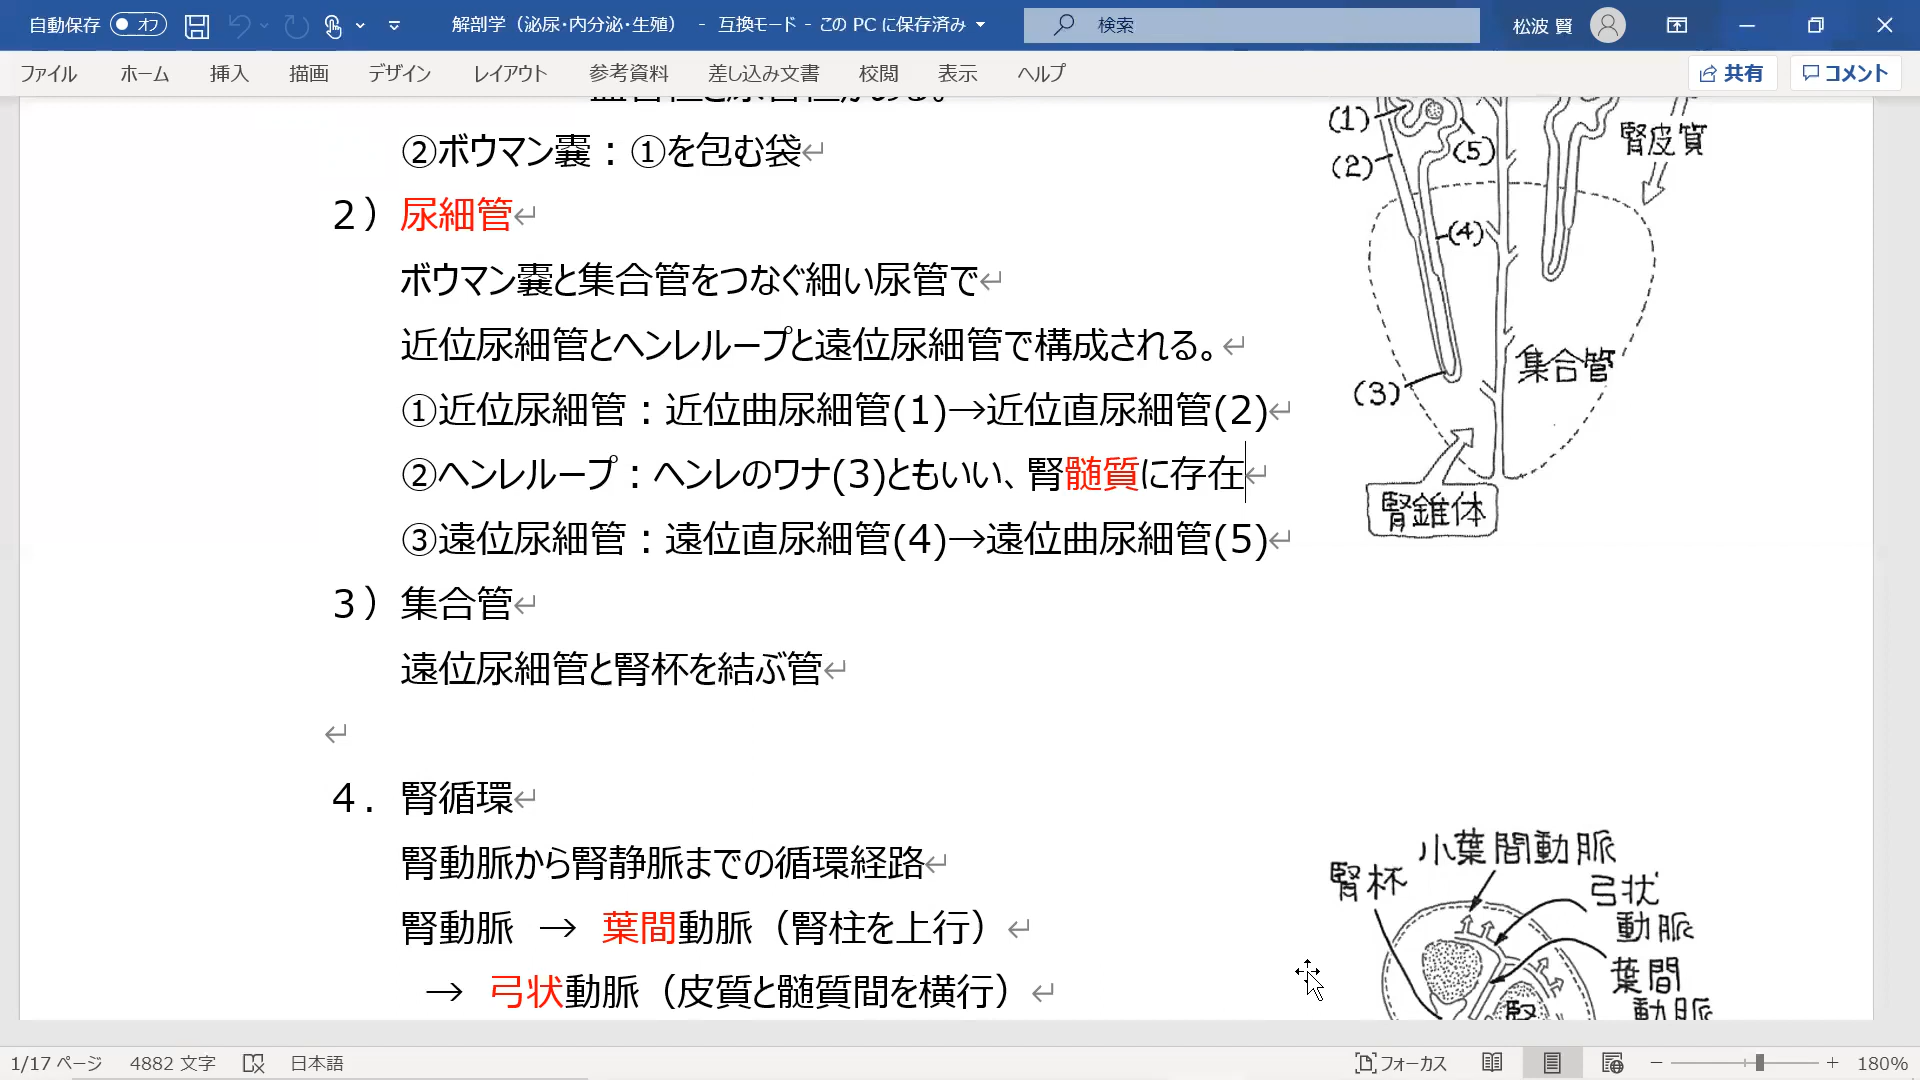 自動保存 オフ 解剖学（泌尿・内分泌・生殖） - 互換モード - この PC に保存済み 検索 松波 賢
ファイル ホーム 挿入 描画 デザイン レイアウト 参考資料 差し込み文書 校閲 表示 ヘルプ 共有 コメント
②ボウマン嚢：①を包む袋↵
２）尿細管↵
ボウマン嚢と集合管をつなぐ細い尿管で↵
近位尿細管とヘンレループと遠位尿細管で構成される。↵
①近位尿細管：近位曲尿細管(1)→近位直尿細管(2)↵
②ヘンレループ：ヘンレのワナ(3)ともいい、腎髄質に存在↵
③遠位尿細管：遠位直尿細管(4)→遠位曲尿細管(5)↵
３）集合管↵
遠位尿細管と腎杯を結ぶ管↵
↵
４．腎循環↵
腎動脈から腎静脈までの循環経路↵
腎動脈 → 葉間動脈（腎柱を上行）↵
→ 弓状動脈（皮質と髄質間を横行）↵
(1)
(2)
(5)
腎皮質
(4)
(3)
集合管
腎錐体
小葉間動脈
腎杯
弓状
動脈
葉間
動脈
腎
1/17 ページ 4882 文字 日本語 フォーカス 180%